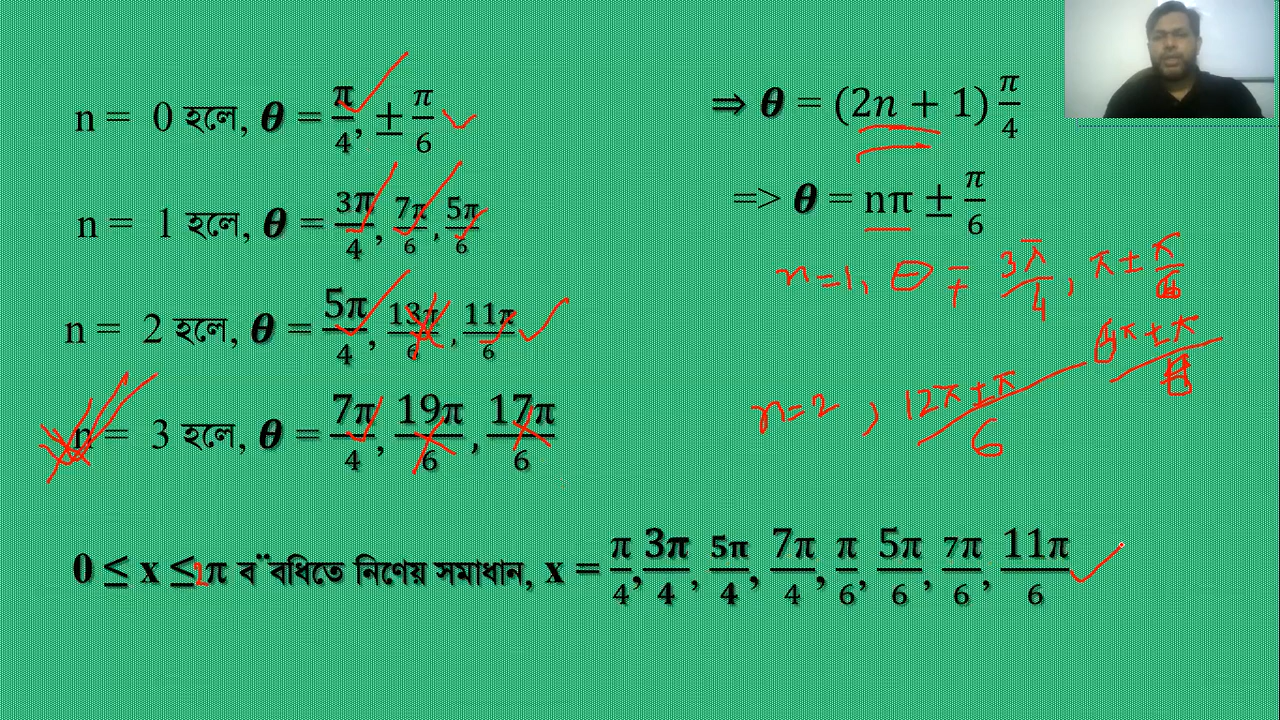 n = 0 হলে, θ = π/4, ± π/6
n = 1 হলে, θ = 3π/4, 7π/6, 5π/6
n = 2 হলে, θ = 5π/4, 13π/6, 11π/6
n = 3 হলে, θ = 7π/4, 19π/6, 17π/6
⇒ θ = (2n + 1) π/4
=> θ = nπ ± π/6
n=1, θ = 3π/4, π ± π/6
6π ± π/6
n=2, 12π ± π/6
0 ≤ x ≤ 2π ব্যবধিতে নির্ণেয় সমাধান, x = π/4, 3π/4, 5π/4, 7π/4, π/6, 5π/6, 7π/6, 11π/6